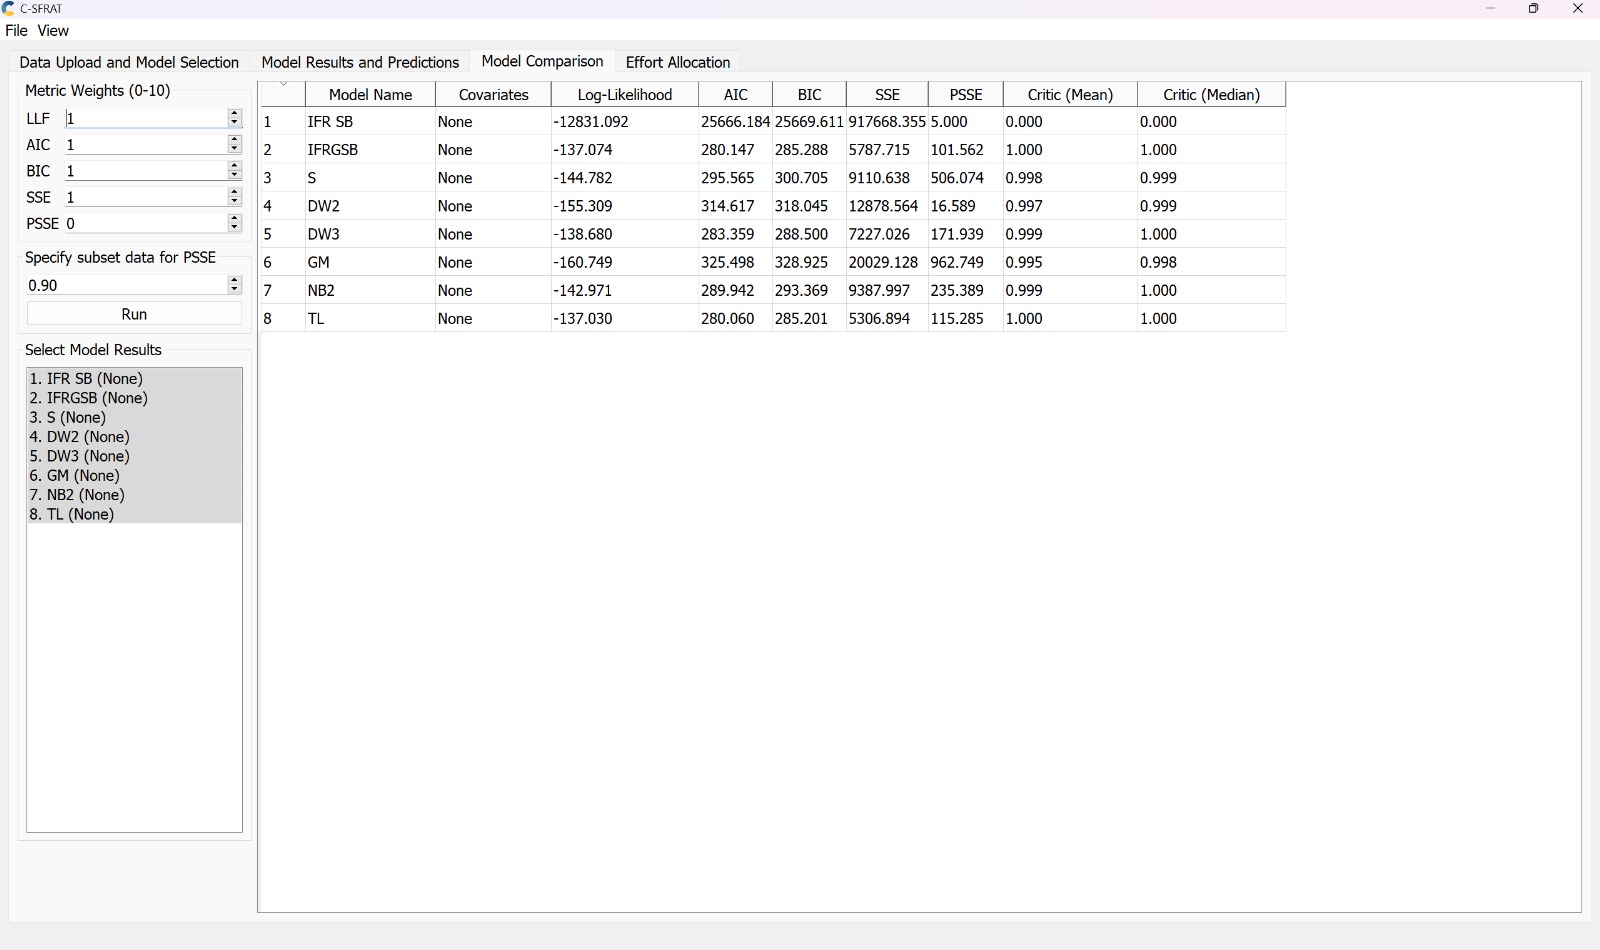 C-SFRAT
File View
Data Upload and Model Selection Model Results and Predictions Model Comparison Effort Allocation
Metric Weights (0-10)
LLF 1
AIC 1
BIC 1
SSE 1
PSSE 0
Specify subset data for PSSE
0.90
Run
Select Model Results
1. IFR SB (None)
2. IFRGSB (None)
3. S (None)
4. DW2 (None)
5. DW3 (None)
6. GM (None)
7. NB2 (None)
8. TL (None)
Model Name Covariates Log-Likelihood AIC BIC SSE PSSE Critic (Mean) Critic (Median)
1 IFR SB None -12831.092 25666.184 25669.611 917668.355 5.000 0.000 0.000
2 IFRGSB None -137.074 280.147 285.288 5787.715 101.562 1.000 1.000
3 S None -144.782 295.565 300.705 9110.638 506.074 0.998 0.999
4 DW2 None -155.309 314.617 318.045 12878.564 16.589 0.997 0.999
5 DW3 None -138.680 283.359 288.500 7227.026 171.939 0.999 1.000
6 GM None -160.749 325.498 328.925 20029.128 962.749 0.995 0.998
7 NB2 None -142.971 289.942 293.369 9387.997 235.389 0.999 1.000
8 TL None -137.030 280.060 285.201 5306.894 115.285 1.000 1.000